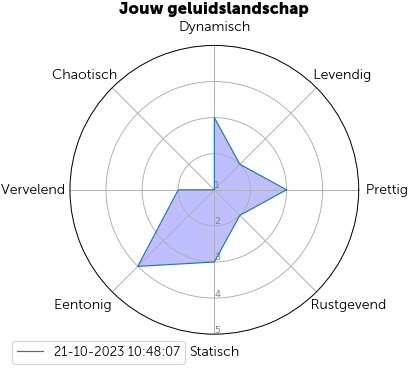 Jouw geluidslandschap
Dynamisch
Chaotisch
Levendig
Vervelend
Prettig
1
2
3
4
5
Eentonig
Rustgevend
Statisch
21-10-2023 10:48:07